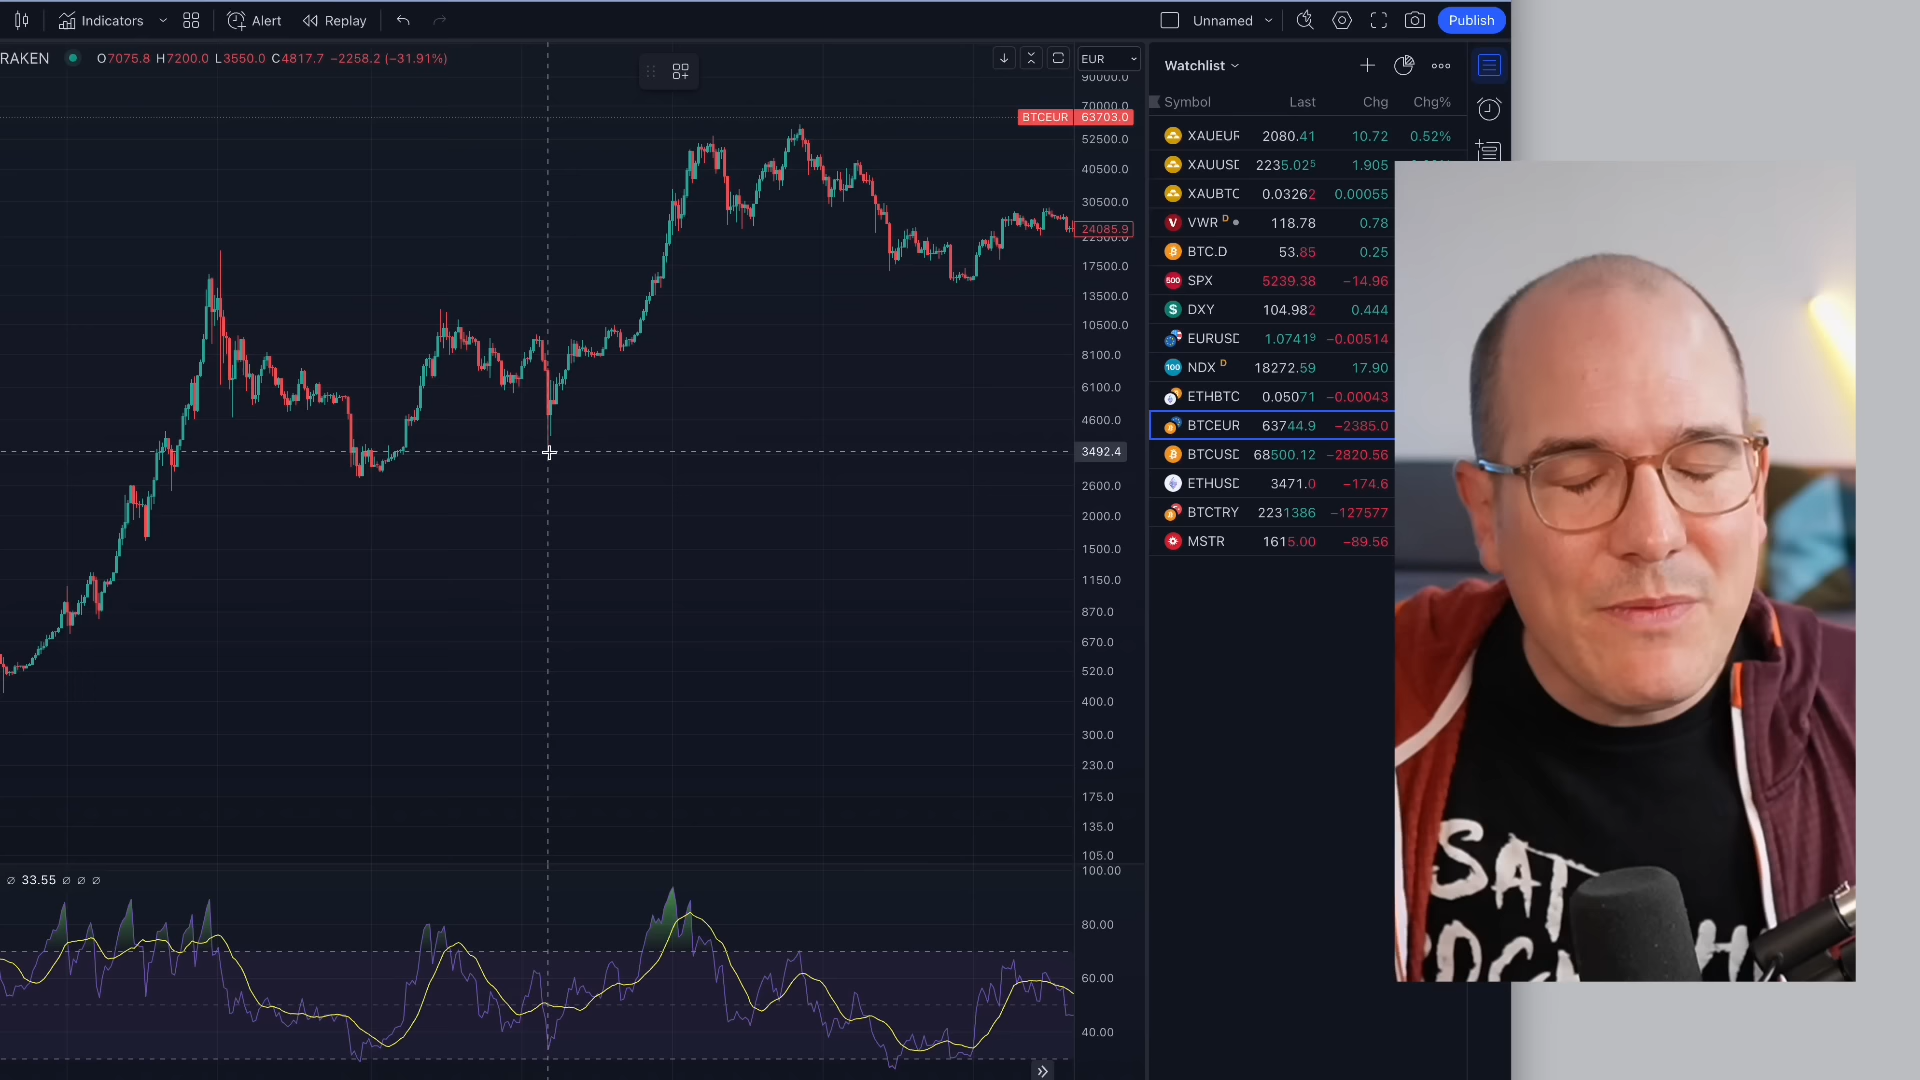 Indicators
Alert
Replay
Unnamed
Publish
RAKEN
O7075.8 H7200.0 L3550.0 C4817.7 −2258.2 (−31.91%)
EUR
90000.0
70000.0
BTCEUR 63703.0
52500.0
40500.0
30500.0
24085.9
22500.0
17500.0
13500.0
10500.0
8100.0
6100.0
4600.0
3492.4
2600.0
2000.0
1500.0
1150.0
870.0
670.0
520.0
400.0
300.0
230.0
175.0
135.0
105.0
100.00
80.00
60.00
40.00
∅ 33.55 ∅ ∅ ∅
Watchlist
Symbol Last Chg Chg%
XAUEUR 2080.41 10.72 0.52%
XAUUSD 2235.025 1.905
XAUBTC 0.03262 0.00055
V VWR D 118.78 0.78
BTC.D 53.85 0.25
500 SPX 5239.38 −14.96
$ DXY 104.982 0.444
EURUSD 1.07419 −0.00514
100 NDX D 18272.59 17.90
ETHBTC 0.05071 −0.00043
BTCEUR 63744.9 −2385.0
BTCUSD 68500.12 −2820.56
ETHUSD 3471.0 −174.6
BTCTRY 2231386 −127577
MSTR 1615.00 −89.56
SAT